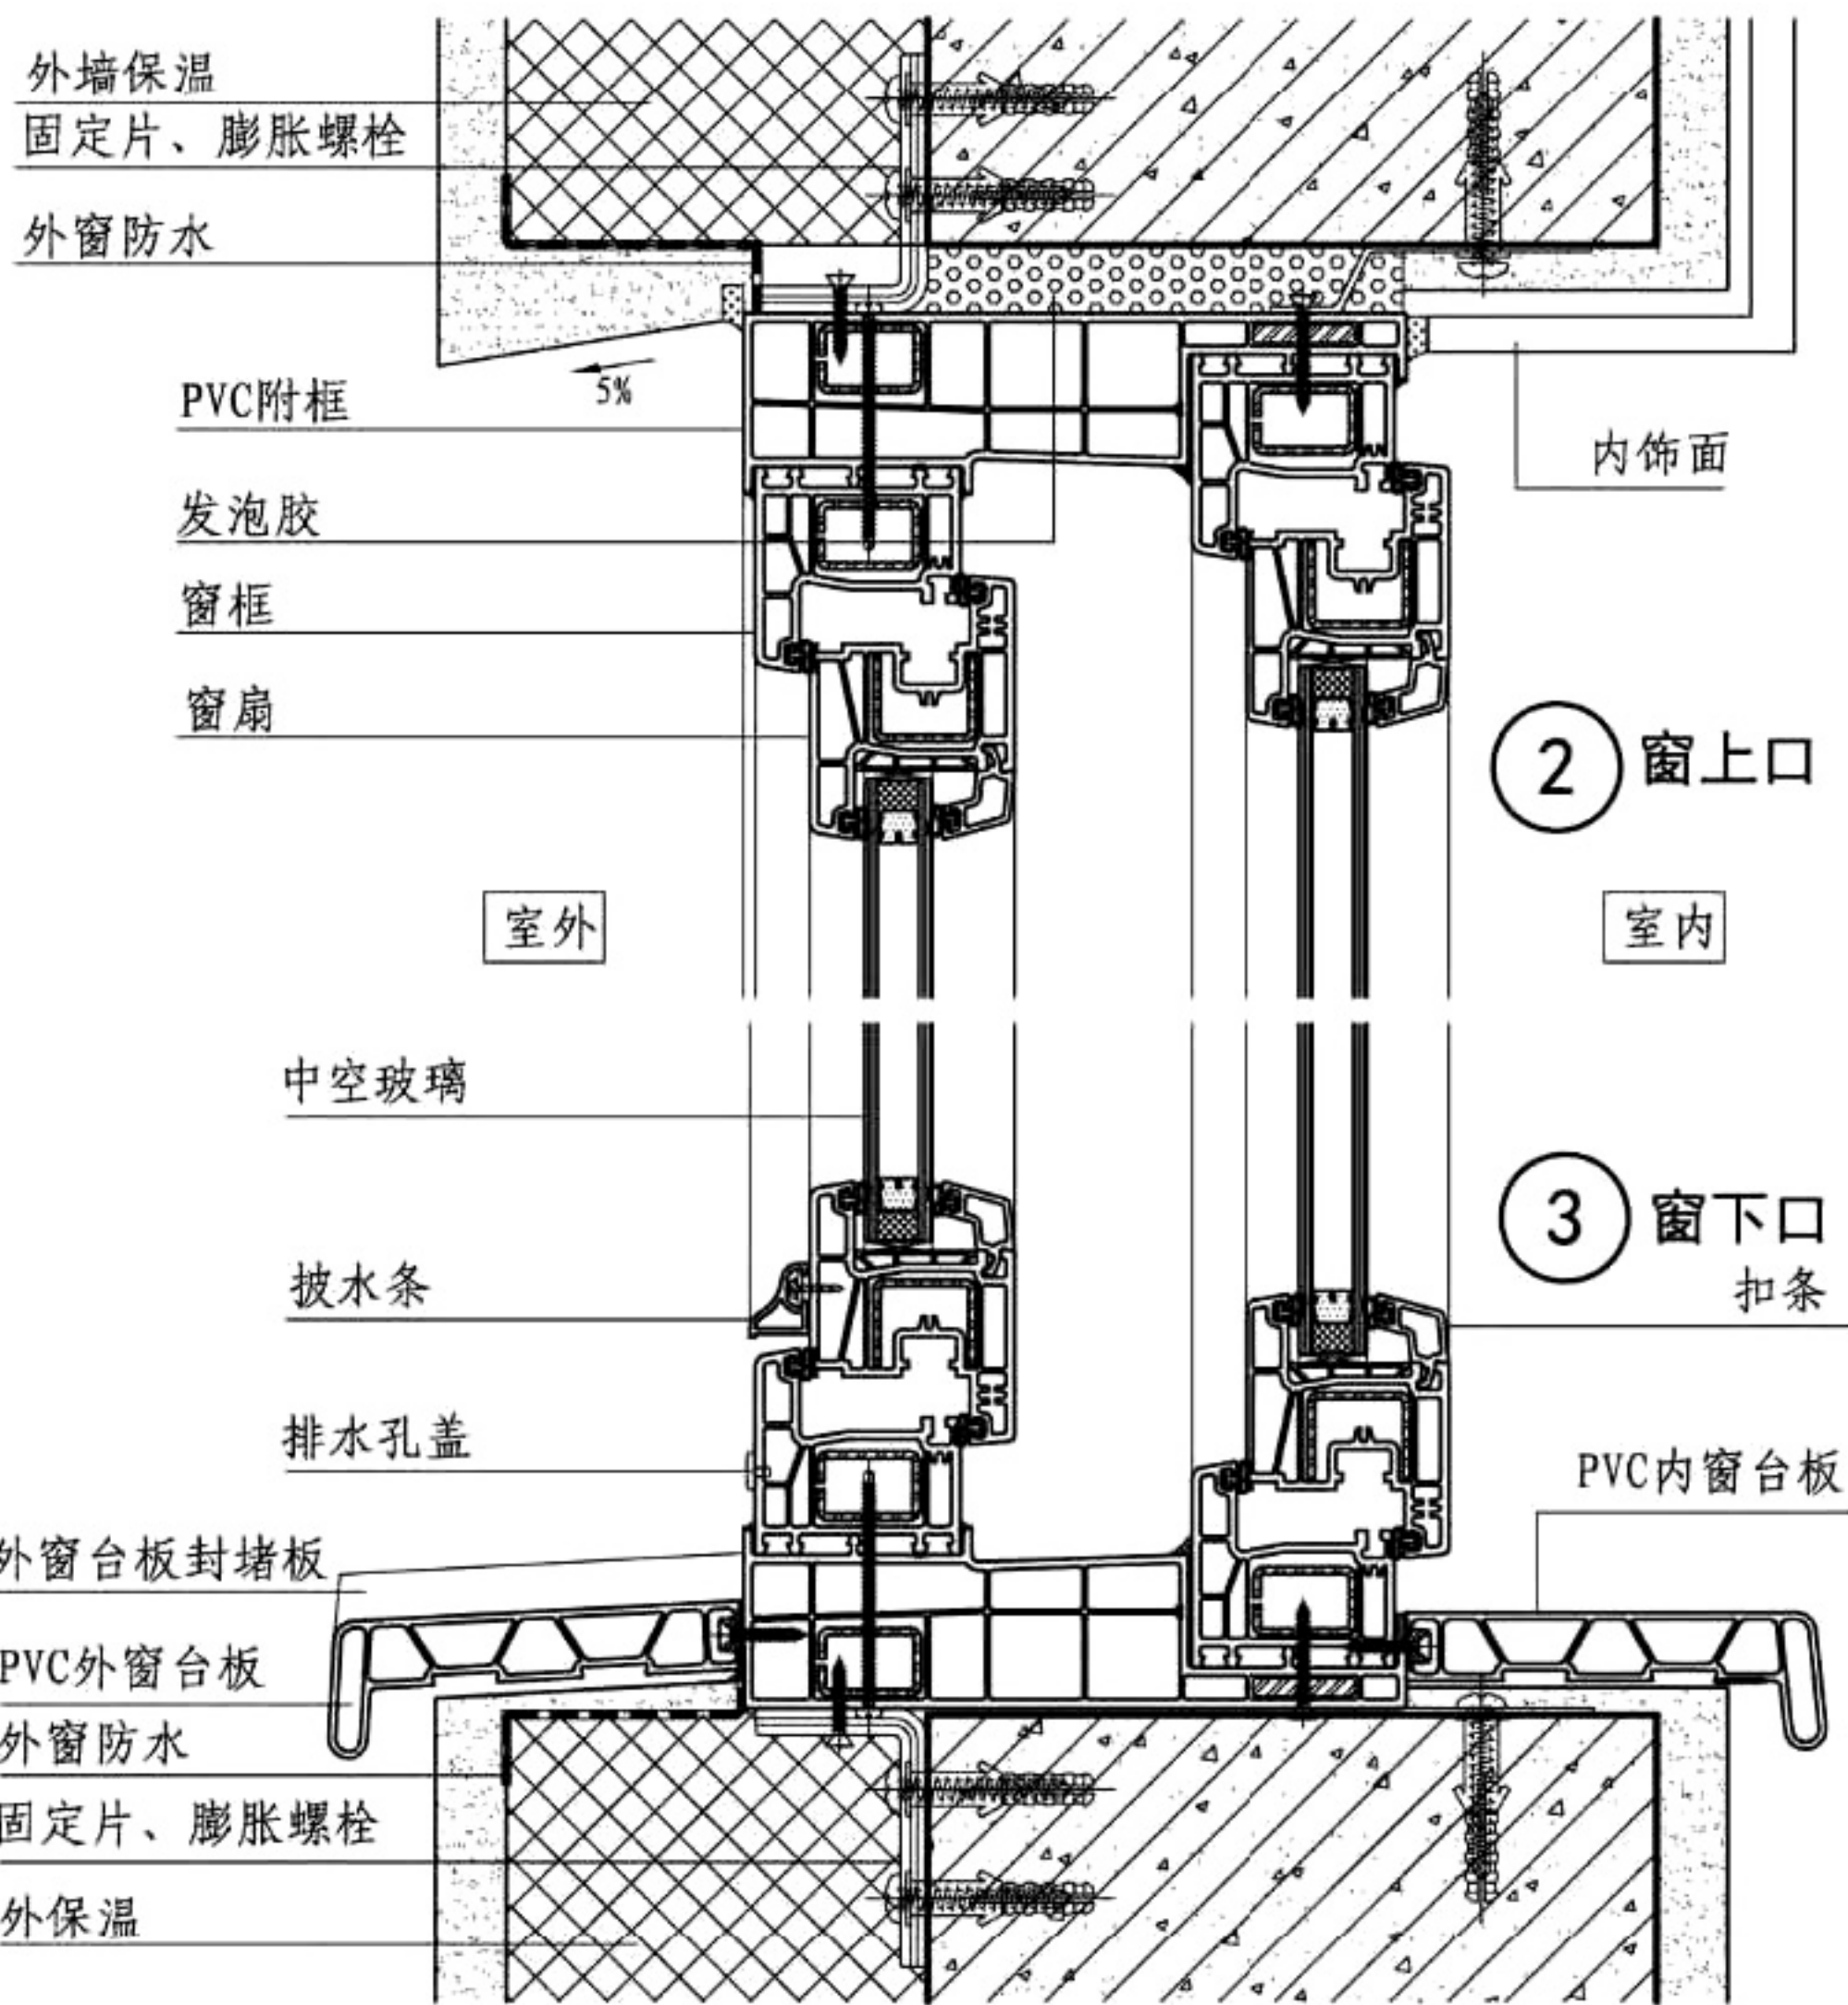 外墙保温
固定片、膨胀螺栓
外窗防水
5%
PVC附框
内饰面
发泡胶
窗框
窗扇
2 窗上口
室外
室内
中空玻璃
3 窗下口
扣条
披水条
排水孔盖
PVC内窗台板
外窗台板封堵板
PVC外窗台板
外窗防水
固定片、膨胀螺栓
外保温